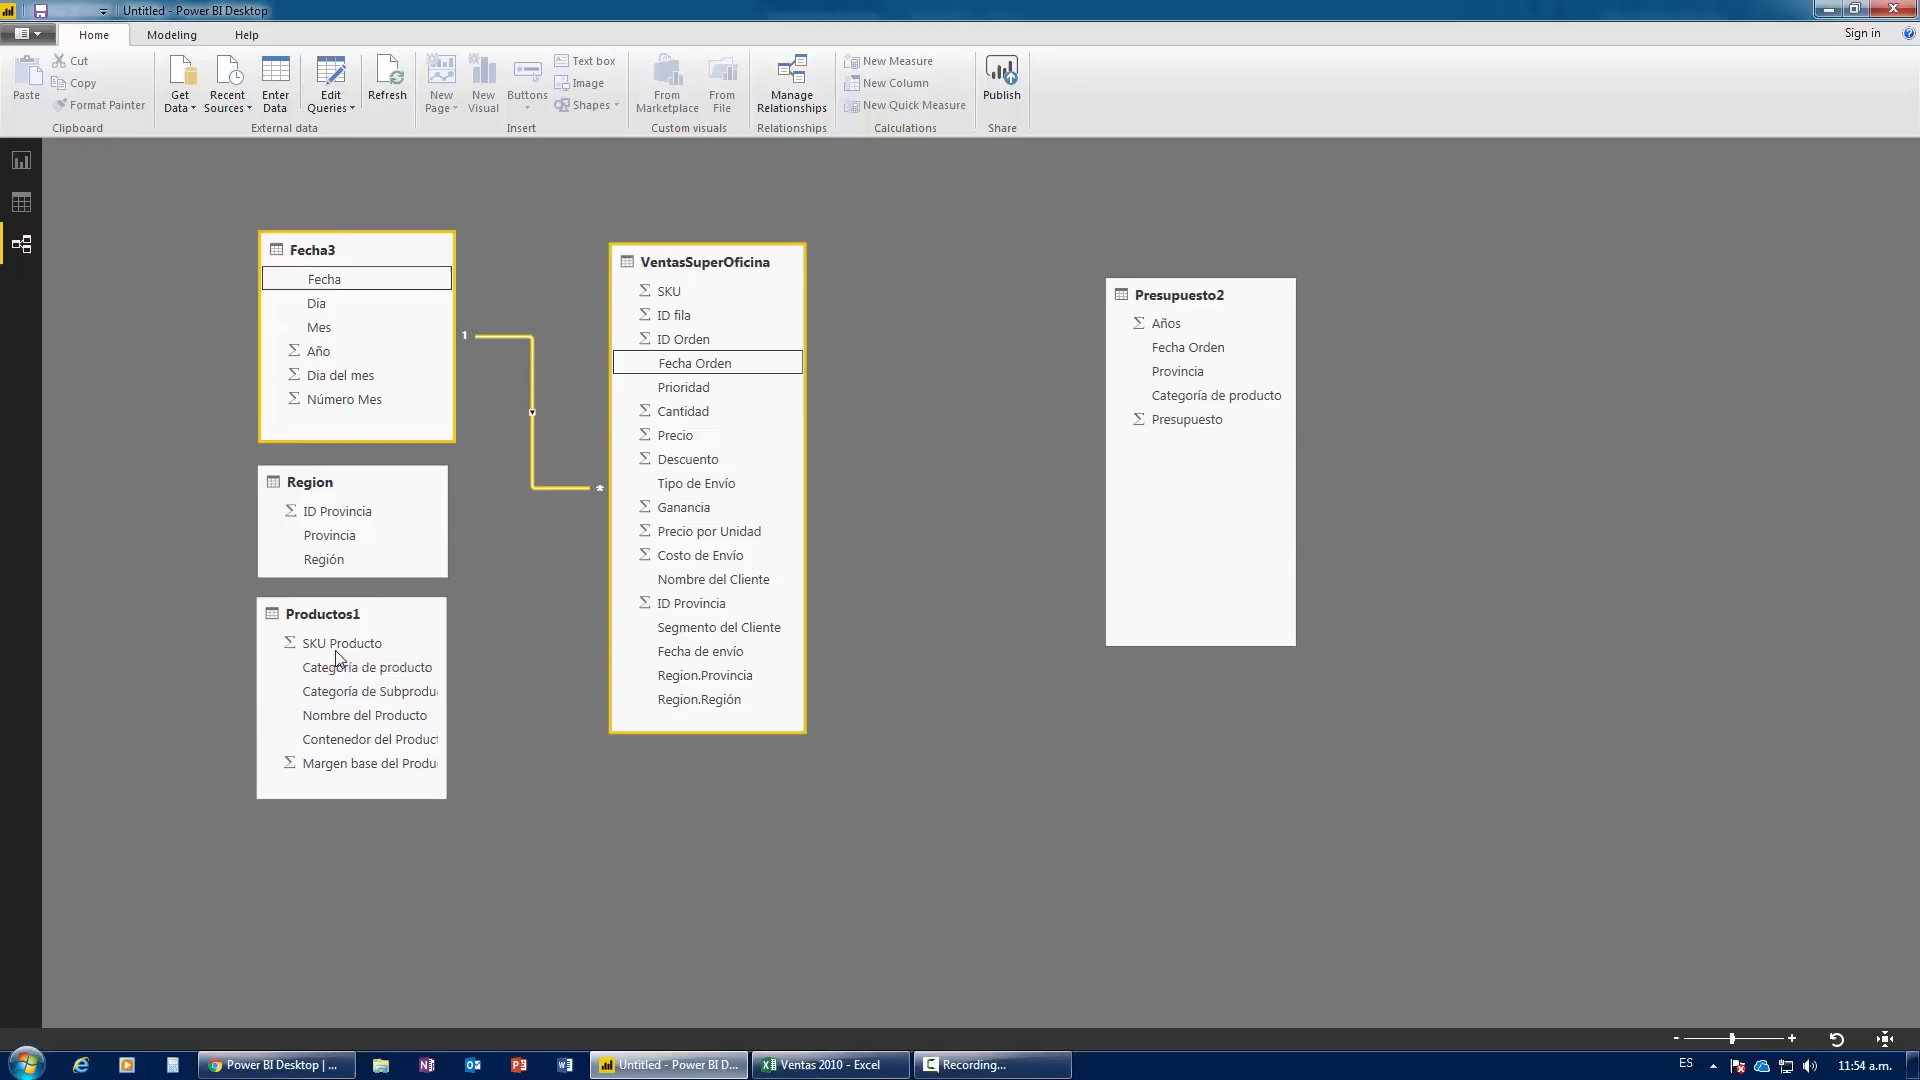 Untitled - Power BI Desktop
Home
Modeling
Help
Sign in
Paste
Cut
Copy
Format Painter
Clipboard
Get Data
Recent Sources
Enter Data
Edit Queries
Refresh
External data
New Page
New Visual
Buttons
Text box
Image
Shapes
Insert
From Marketplace
From File
Custom visuals
Manage Relationships
Relationships
New Measure
New Column
New Quick Measure
Calculations
Publish
Share
Fecha3
Fecha
Dia
Mes
Σ Año
Σ Dia del mes
Σ Número Mes
1
*
Region
Σ ID Provincia
Provincia
Región
Productos1
Σ SKU Producto
Categoría de producto
Categoría de Subprodu
Nombre del Producto
Contenedor del Product
Σ Margen base del Produ
VentasSuperOficina
Σ SKU
Σ ID fila
Σ ID Orden
Fecha Orden
Prioridad
Σ Cantidad
Σ Precio
Σ Descuento
Tipo de Envío
Σ Ganancia
Σ Precio por Unidad
Σ Costo de Envío
Nombre del Cliente
Σ ID Provincia
Segmento del Cliente
Fecha de envío
Region.Provincia
Region.Región
Presupuesto2
Σ Años
Fecha Orden
Provincia
Categoría de producto
Σ Presupuesto
- +
Power BI Desktop | ...
Untitled - Power BI D...
Ventas 2010 - Excel
Recording...
ES
11:54 a.m.